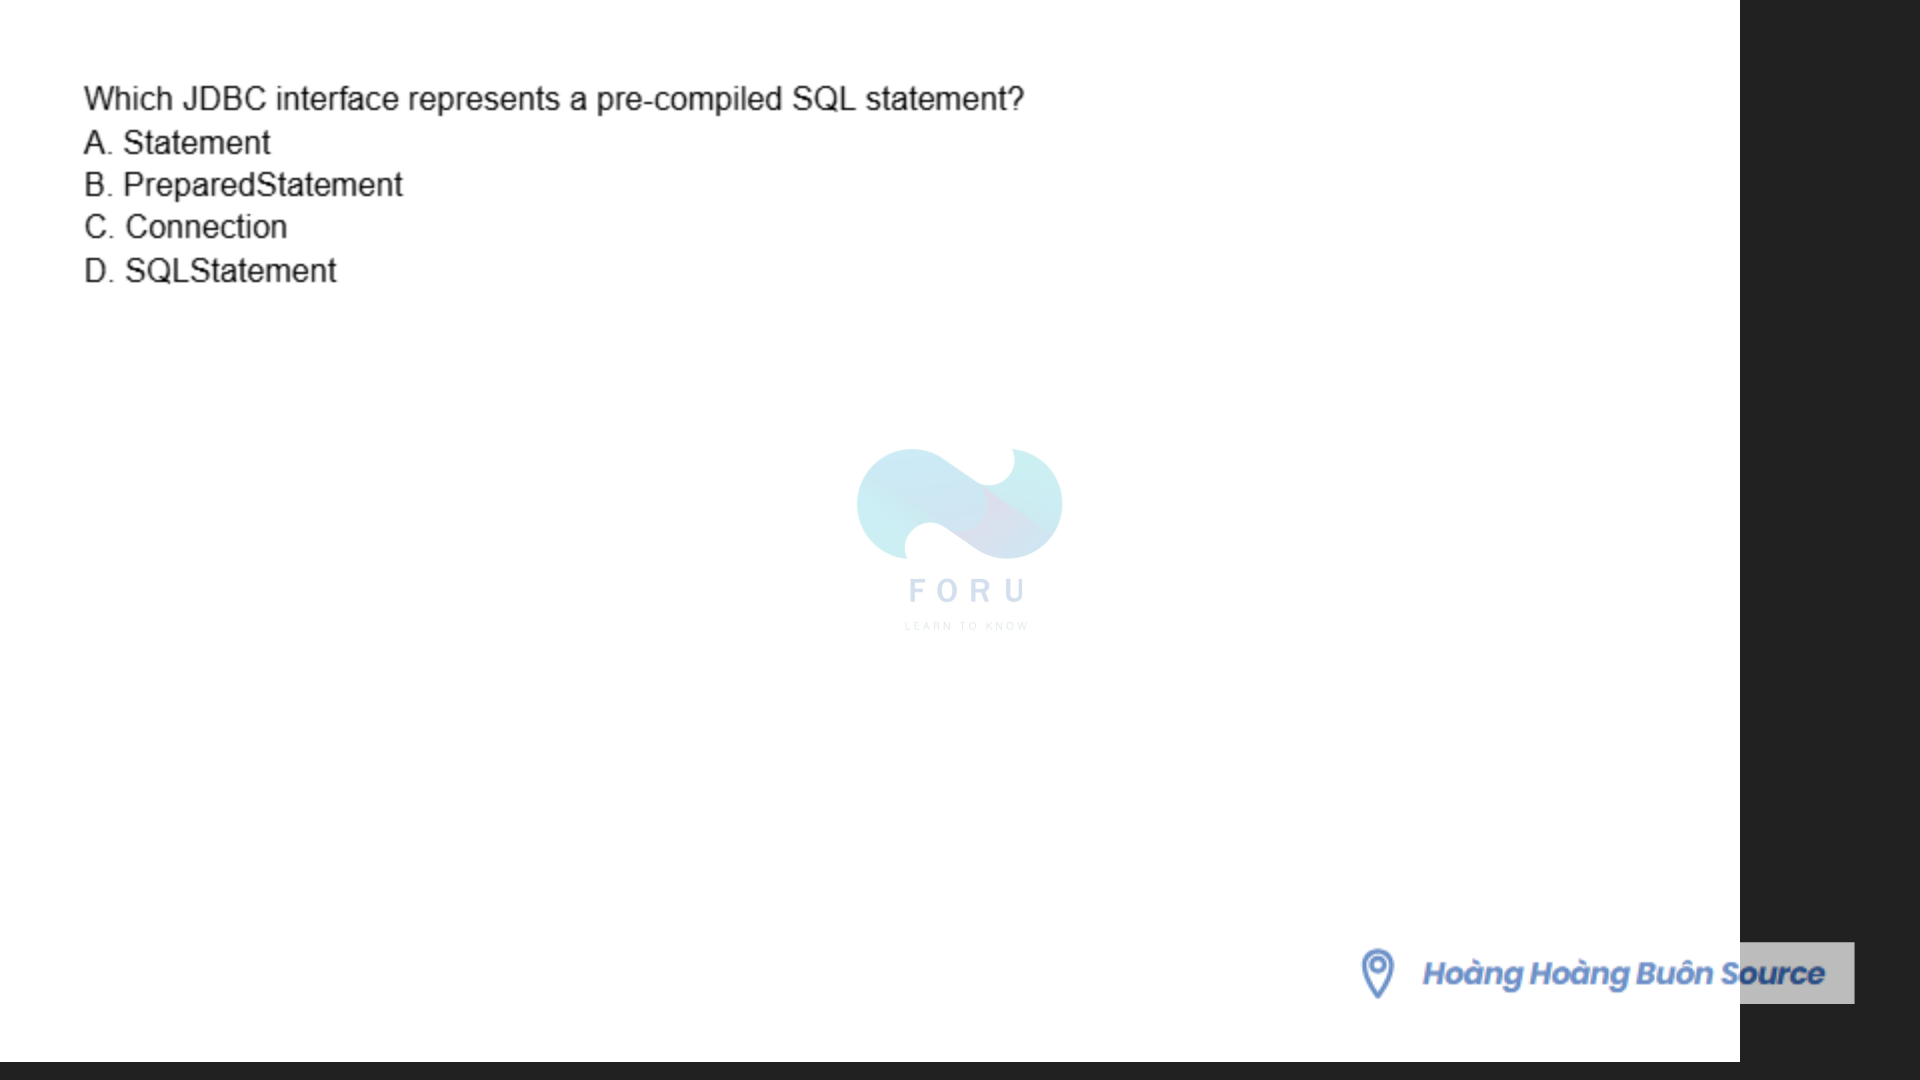 Which JDBC interface represents a pre-compiled SQL statement?
A. Statement
B. PreparedStatement
C. Connection
D. SQLStatement
FORU
LEARN TO KNOW
Hoàng Hoàng Buôn Source